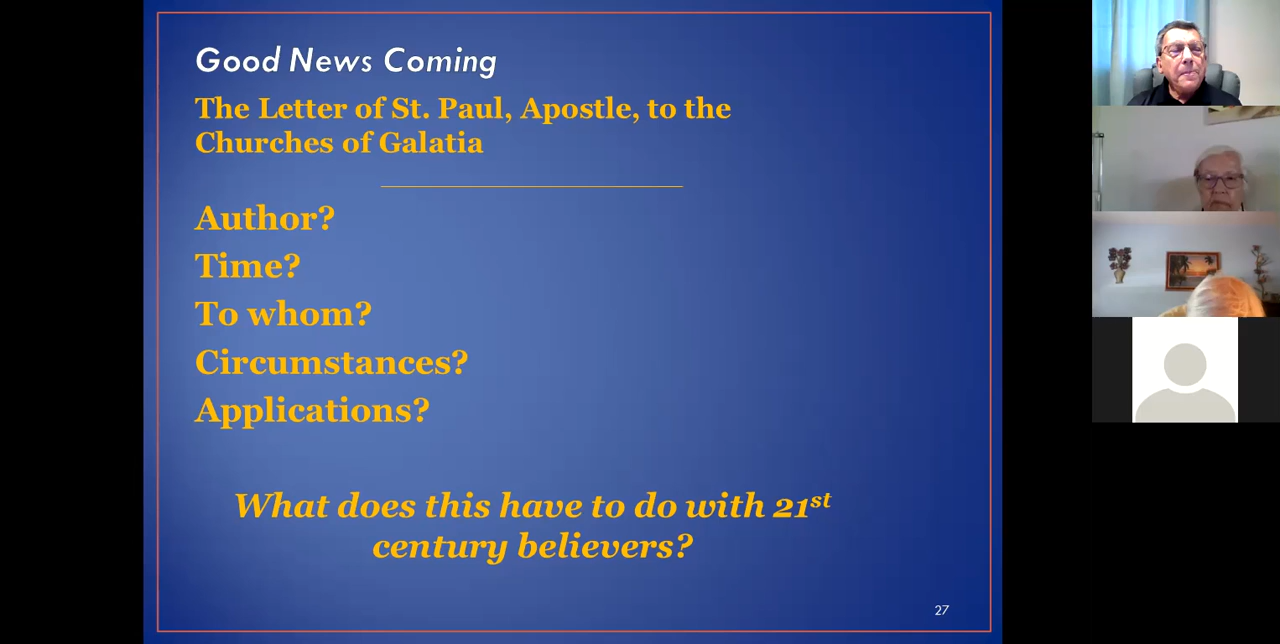 Good News Coming
The Letter of St. Paul, Apostle, to the
Churches of Galatia
Author?
Time?
To whom?
Circumstances?
Applications?
What does this have to do with 21st
century believers?
27